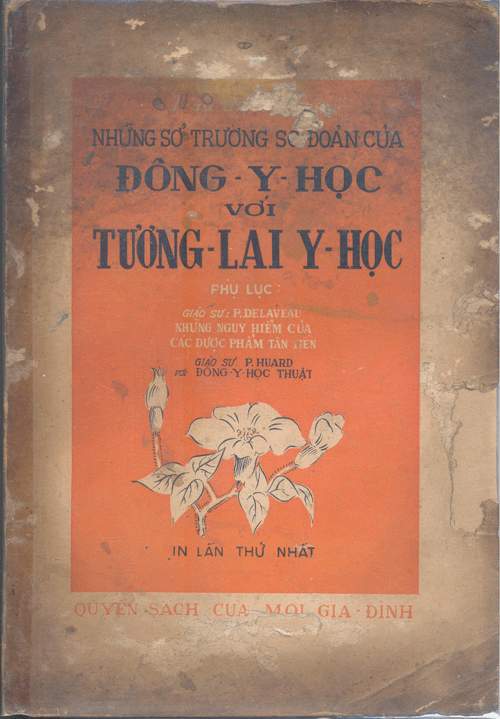 NHỮNG SỞ TRƯỜNG SỞ ĐOẢN CỦA
ĐÔNG-Y-HỌC
VỚI
TƯƠNG-LAI Y-HỌC
PHỤ LỤC:
GIÁO SƯ: P.DELAVEAU
NHỮNG NGUY HIỂM CỦA
CÁC DƯỢC PHẨM TÂN TIẾN
GIÁO SƯ P. HUARD
với ĐÔNG-Y-HỌC THUẬT
IN LẦN THỨ NHẤT
QUYỂN SÁCH CỦA MỌI GIA-ĐÌNH